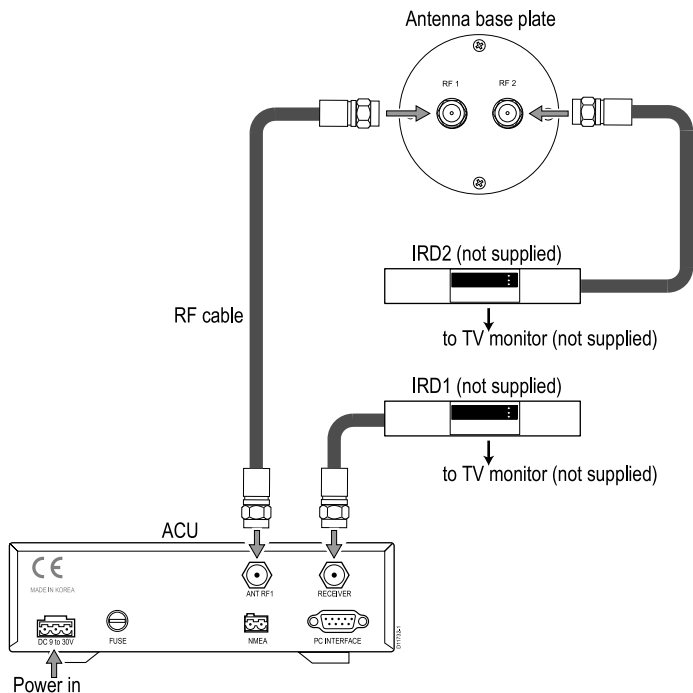 Antenna base plate
RF 1
RF 2
IRD2 (not supplied)
to TV monitor (not supplied)
RF cable
IRD1 (not supplied)
to TV monitor (not supplied)
ACU
CE
MADE IN KOREA
ANT RF1
RECEIVER
DC 9 to 30V
FUSE
NMEA
PC INTERFACE
D11733-1
Power in